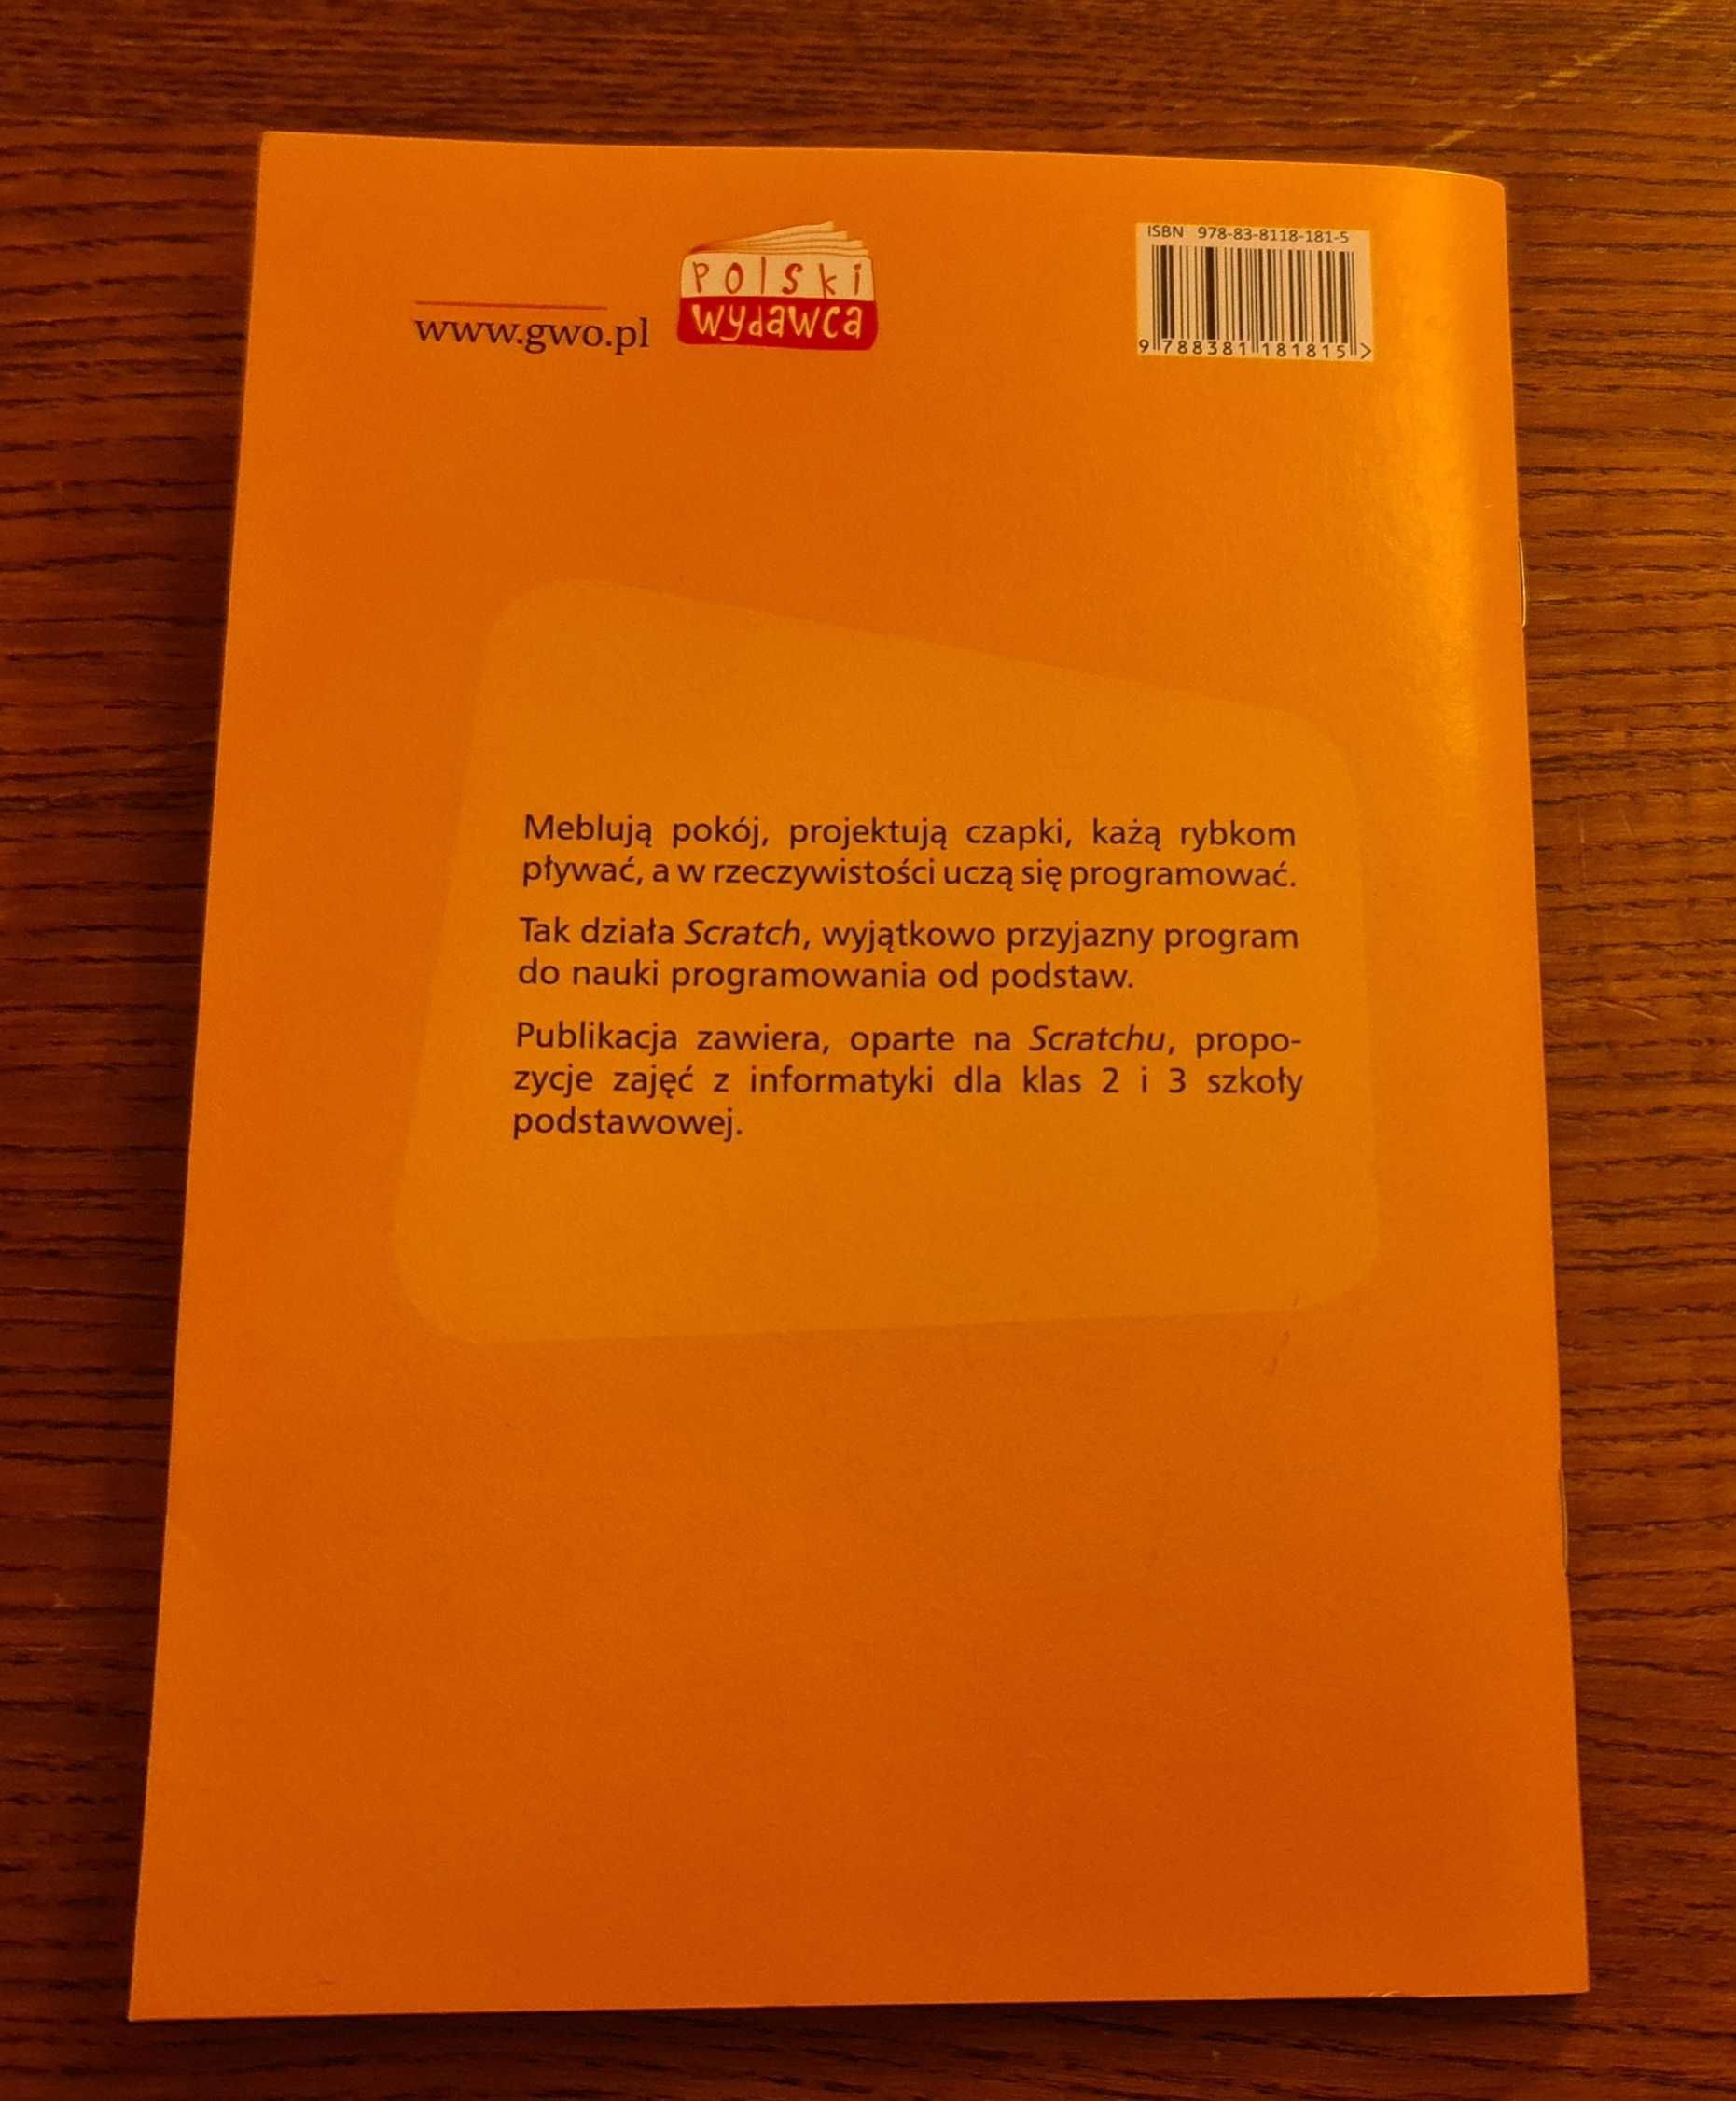 www.gwo.pl
polski
wydawca
ISBN 978-83-8118-181-5
9 788381 181815 >
Meblują pokój, projektują czapki, każą rybkom
pływać, a w rzeczywistości uczą się programować.
Tak działa Scratch, wyjątkowo przyjazny program
do nauki programowania od podstaw.
Publikacja zawiera, oparte na Scratchu, propo-
zycje zajęć z informatyki dla klas 2 i 3 szkoły
podstawowej.